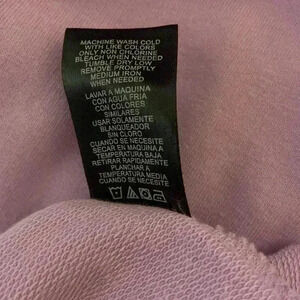 MACHINE WASH COLD
WITH LIKE COLORS
ONLY NON CHLORINE
BLEACH WHEN NEEDED
TUMBLE DRY LOW
REMOVE PROMPTLY
MEDIUM IRON
WHEN NEEDED
LAVAR A MAQUINA
CON AGUA FRIA
CON COLORES
SIMILARES
USAR SOLAMENTE
BLANQUEADOR
SIN CLORO
CUANDO SE NECESITE
SECAR EN MAQUINA A
TEMPERATURA BAJA
RETIRAR RAPIDAMENTE
PLANCHAR A
TEMPERATURA MEDIA
CUANDO SE NECESITE